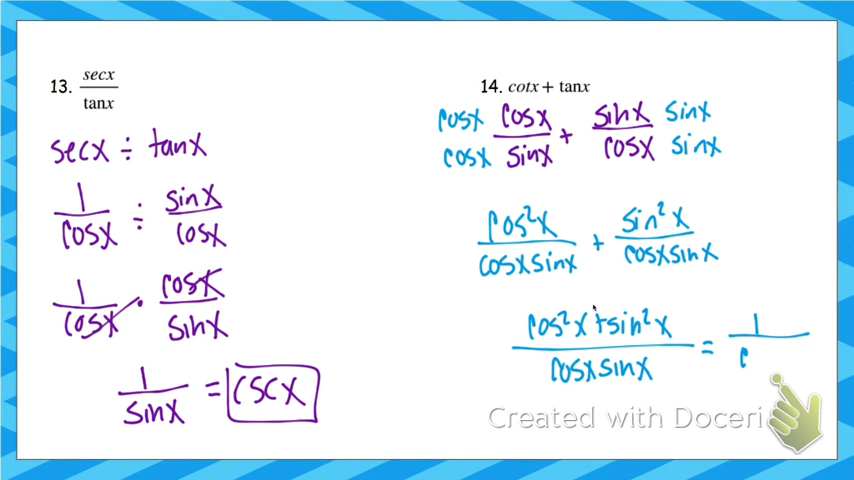 13. secx
tanx
secx ÷ tanx
1/cosx ÷ sinx/cosx
1/cosx · cosx/sinx
1/sinx = cscx
14. cotx + tanx
cosx/cosx cosx/sinx + sinx/cosx sinx/sinx
cos²x/cosxsinx + sin²x/cosxsinx
cos²x + sin²x/cosxsinx = 1/c
Created with Doceri